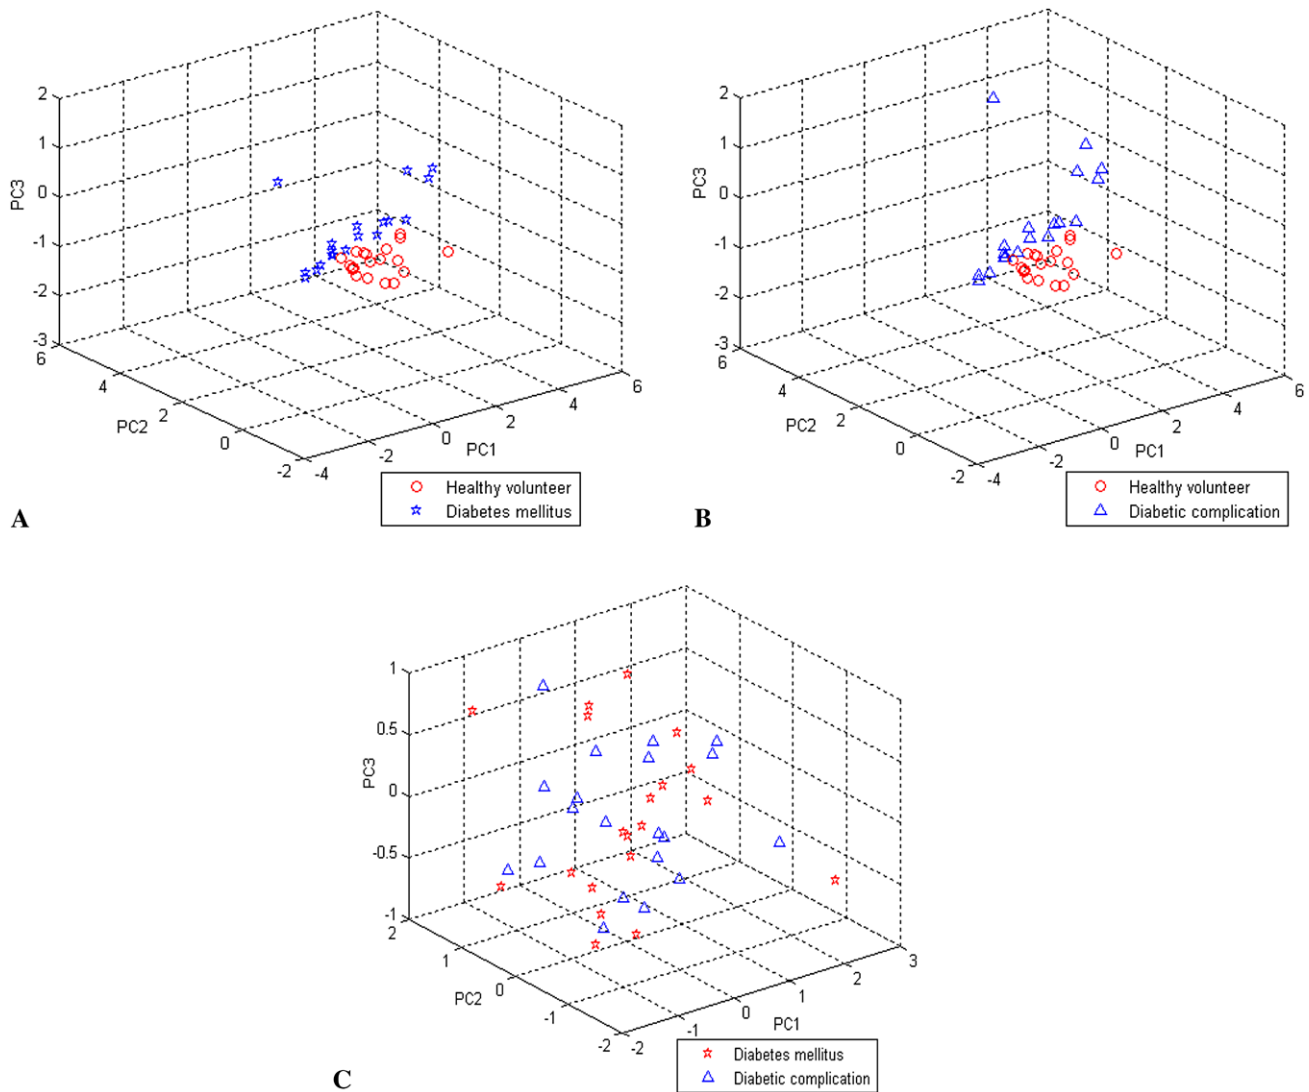 2
1
0
-1
-2
-3
PC3
6
4
2
0
-2
PC2
-4
-2
0
2
4
6
PC1
Healthy volunteer
Diabetes mellitus
A
2
1
0
-1
-2
-3
PC3
6
4
2
0
-2
PC2
-4
-2
0
2
4
6
PC1
Healthy volunteer
Diabetic complication
B
1
0.5
0
-0.5
-1
PC3
2
1
0
-1
-2
PC2
-2
-1
0
1
2
3
PC1
Diabetes mellitus
Diabetic complication
C